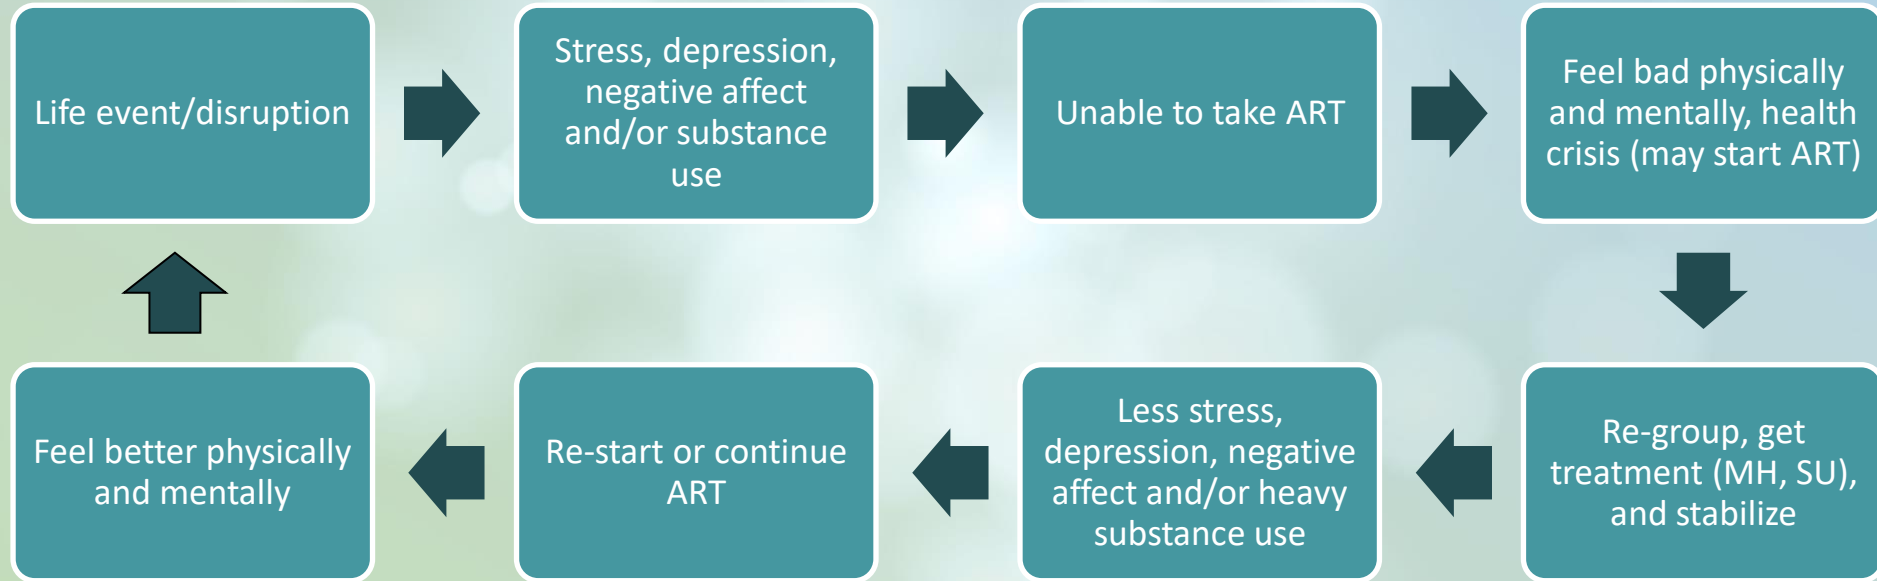 Life event/disruption
Stress, depression,
negative affect
and/or substance
use
Unable to take ART
Feel bad physically
and mentally, health
crisis (may start ART)
Re-group, get
treatment (MH, SU),
and stabilize
Less stress,
depression, negative
affect and/or heavy
substance use
Re-start or continue
ART
Feel better physically
and mentally